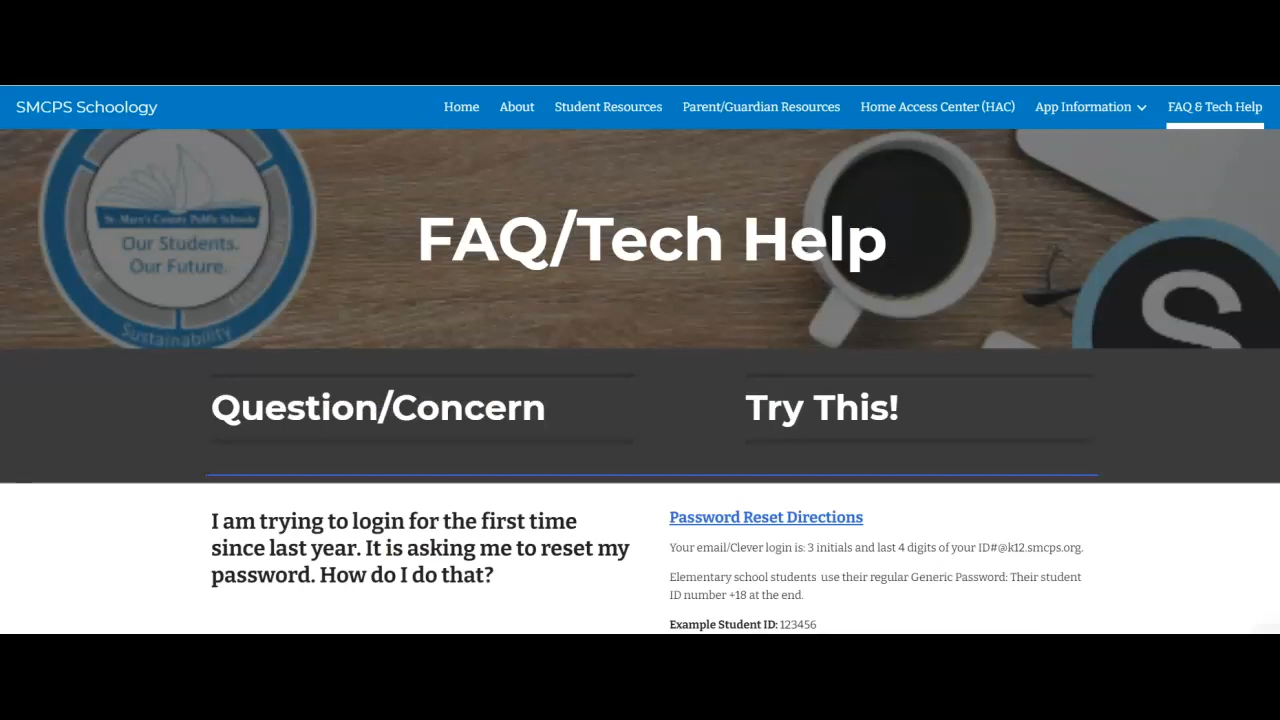 SMCPS Schoology
Home About Student Resources Parent/Guardian Resources Home Access Center (HAC) App Information FAQ & Tech Help
St. Mary's County Public Schools
Our Students.
Our Future.
Sustainability
FAQ/Tech Help
S
Question/Concern
Try This!
I am trying to login for the first time
since last year. It is asking me to reset my
password. How do I do that?
Password Reset Directions
Your email/Clever login is: 3 initials and last 4 digits of your ID#@k12.smcps.org.
Elementary school students use their regular Generic Password: Their student
ID number +18 at the end.
Example Student ID: 123456